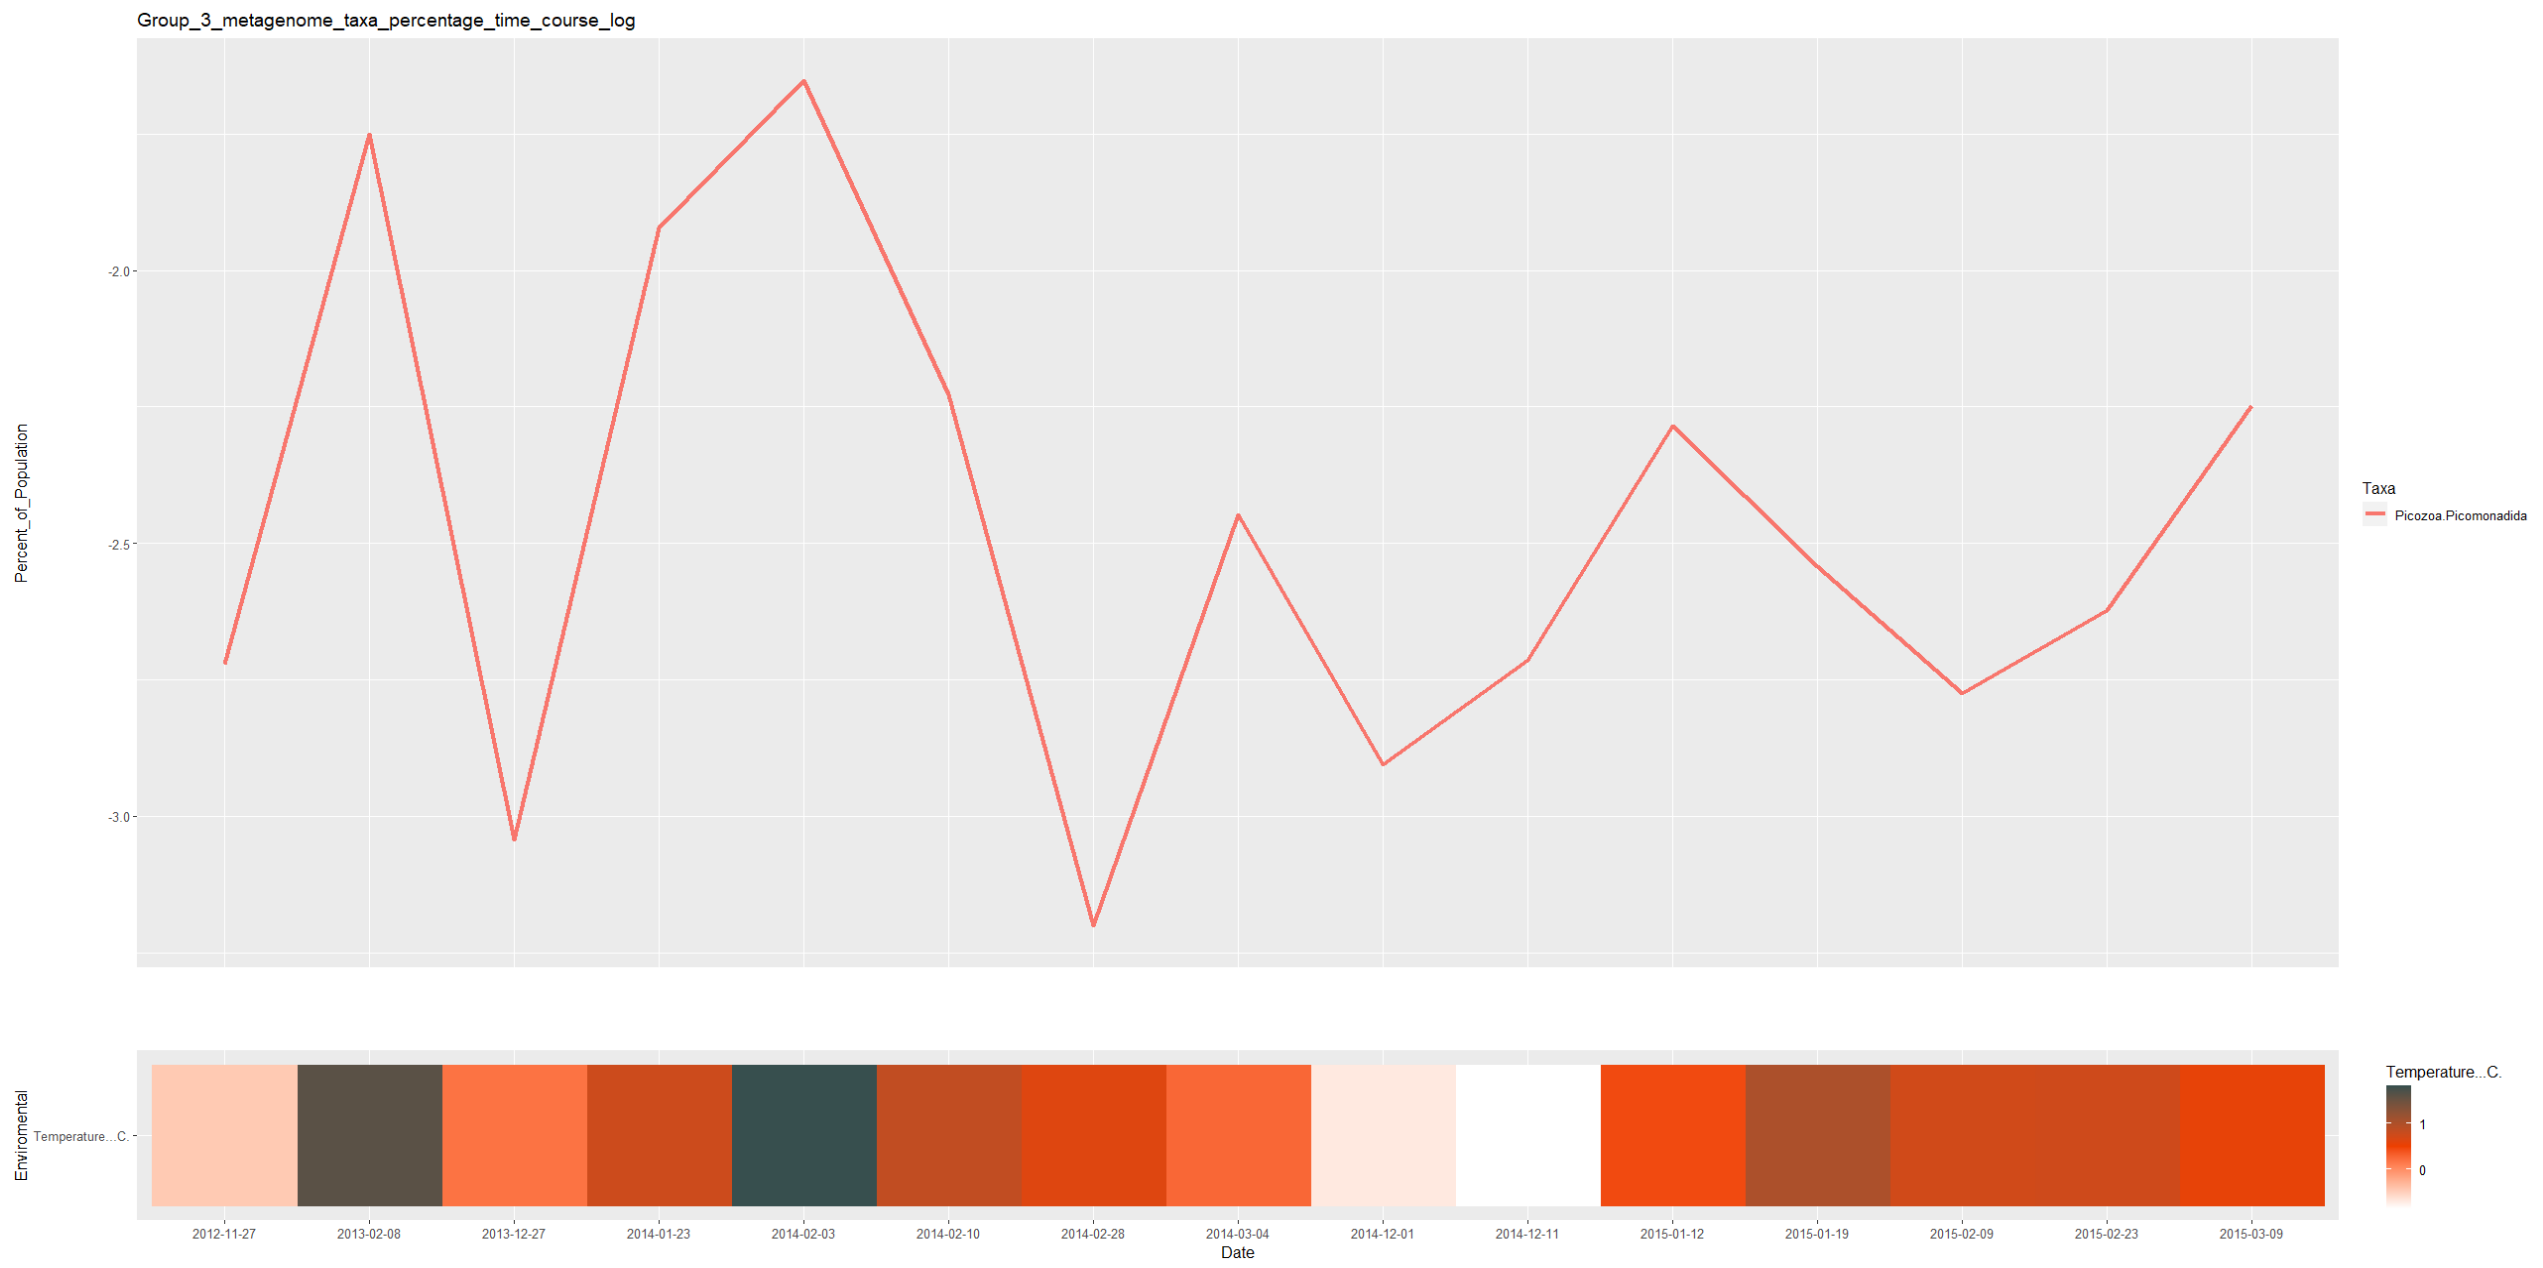 Group_3_metagenome_taxa_percentage_time_course_log
Percent_of_Population
-2.0
-2.5
-3.0
Taxa
Picozoa.Picomonadida
Enviromental
Temperature...C.
Temperature...C.
1
0
2012-11-27 2013-02-08 2013-12-27 2014-01-23 2014-02-03 2014-02-10 2014-02-28 2014-03-04 2014-12-01 2014-12-11 2015-01-12 2015-01-19 2015-02-09 2015-02-23 2015-03-09
Date